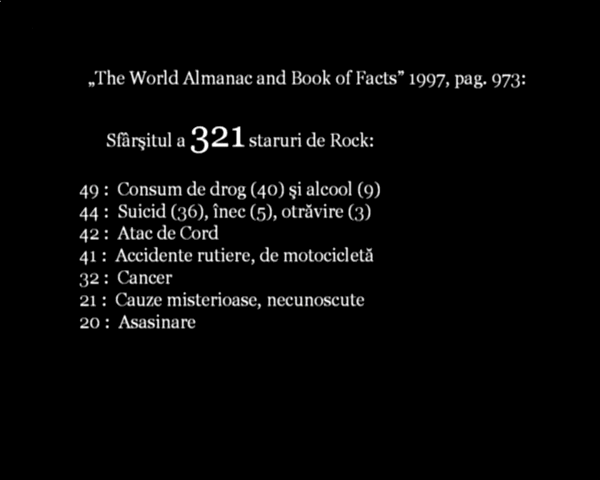 „The World Almanac and Book of Facts” 1997, pag. 973:
Sfârşitul a 321 staruri de Rock:
49 : Consum de drog (40) şi alcool (9)
44 : Suicid (36), înec (5), otrăvire (3)
42 : Atac de Cord
41 : Accidente rutiere, de motocicletă
32 : Cancer
21 : Cauze misterioase, necunoscute
20 : Asasinare